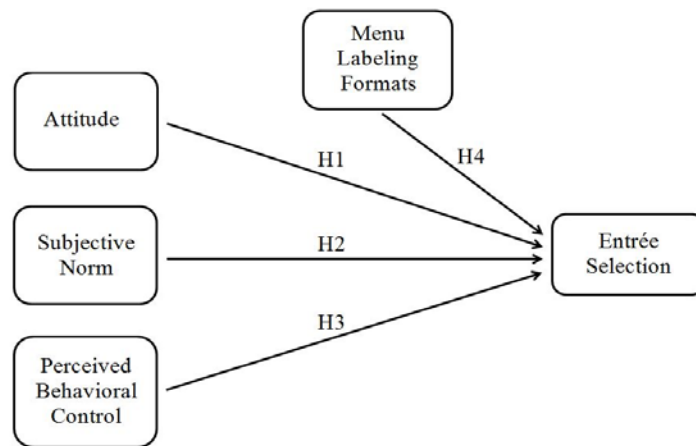 Menu
Labeling
Formats
Attitude
H1
H4
Subjective
Norm
H2
Entrée
Selection
H3
Perceived
Behavioral
Control